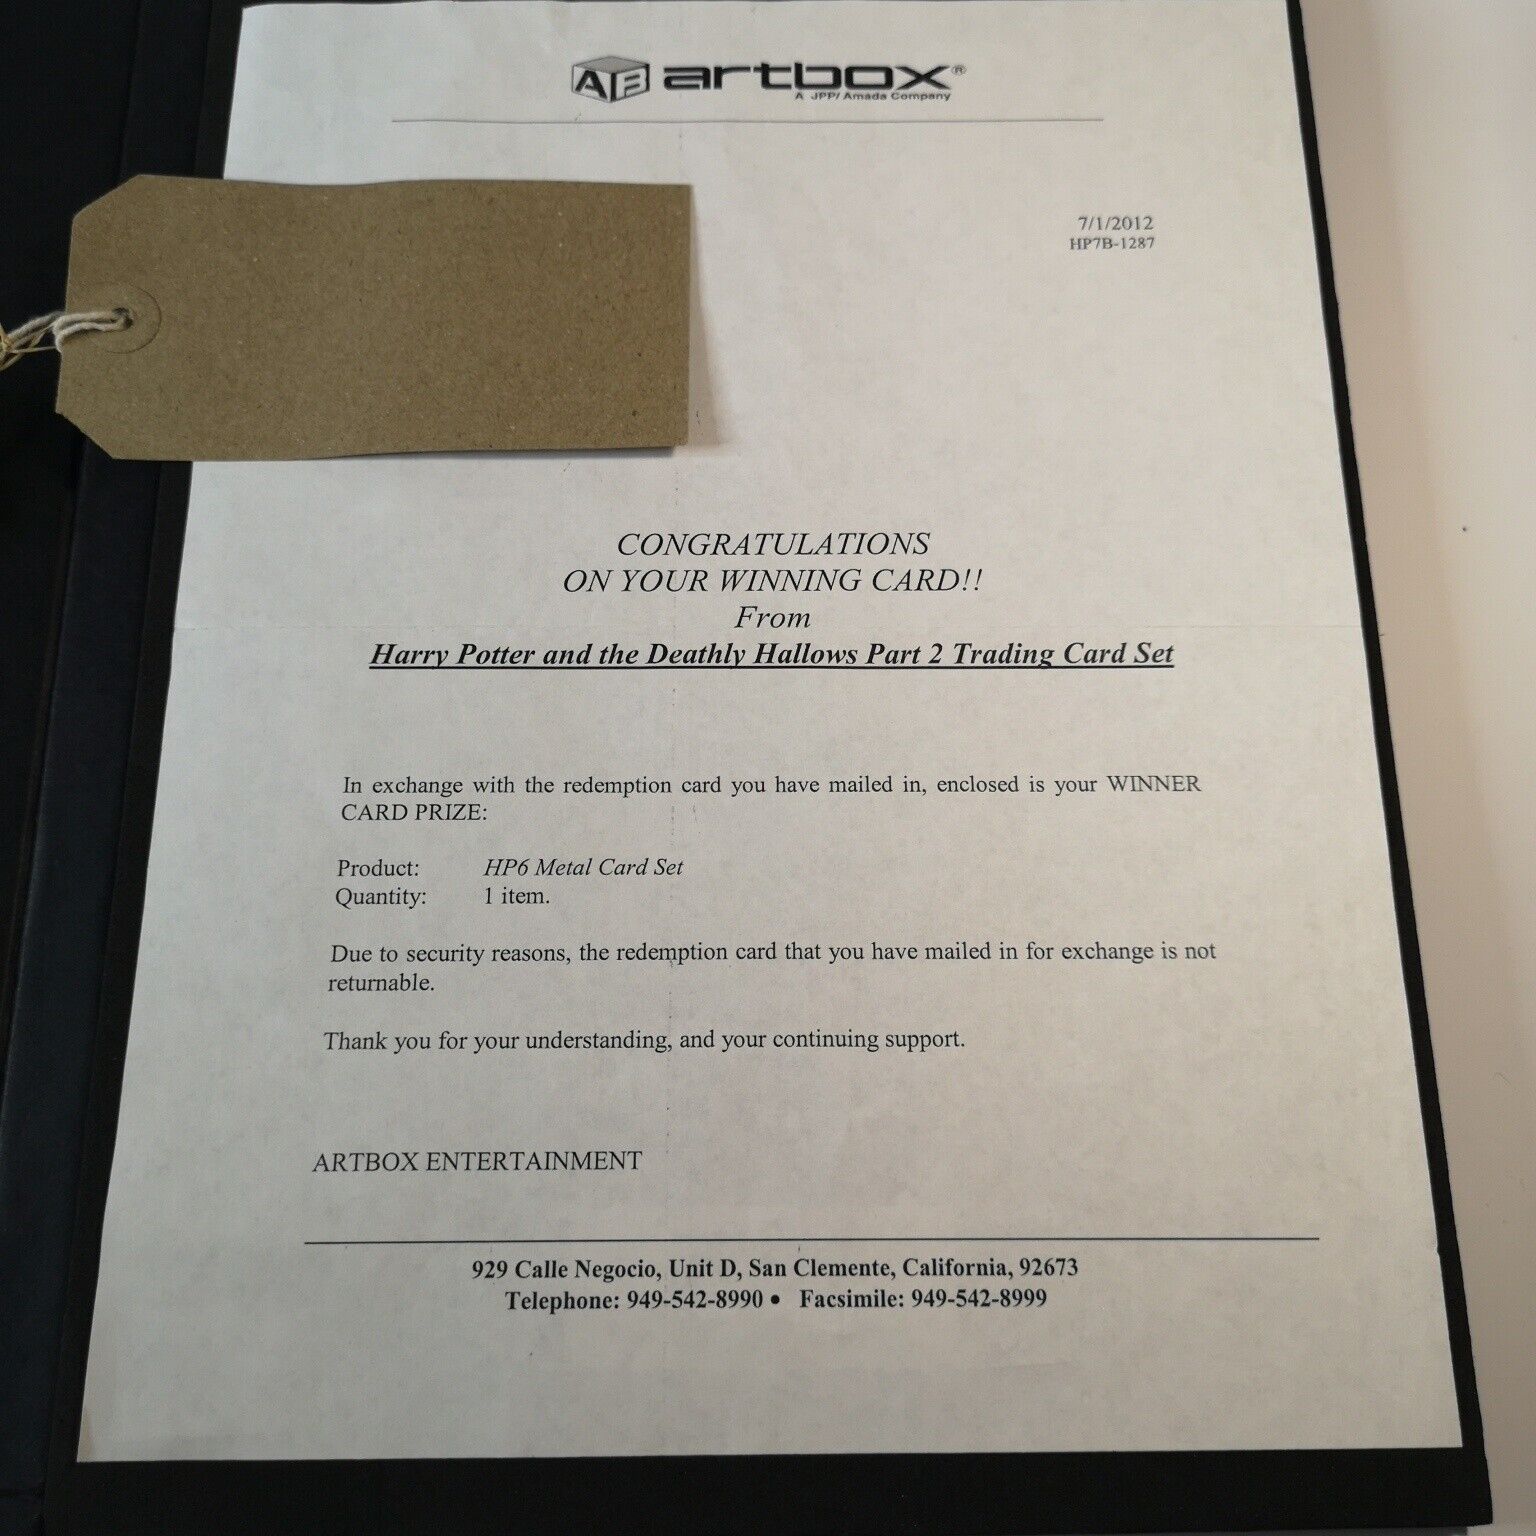 AB artbox®
A JPP/Amada Company
7/1/2012
HP7B-1287
CONGRATULATIONS
ON YOUR WINNING CARD!!
From
Harry Potter and the Deathly Hallows Part 2 Trading Card Set
In exchange with the redemption card you have mailed in, enclosed is your WINNER
CARD PRIZE:
Product: HP6 Metal Card Set
Quantity: 1 item.
Due to security reasons, the redemption card that you have mailed in for exchange is not
returnable.
Thank you for your understanding, and your continuing support.
ARTBOX ENTERTAINMENT
929 Calle Negocio, Unit D, San Clemente, California, 92673
Telephone: 949-542-8990 • Facsimile: 949-542-8999